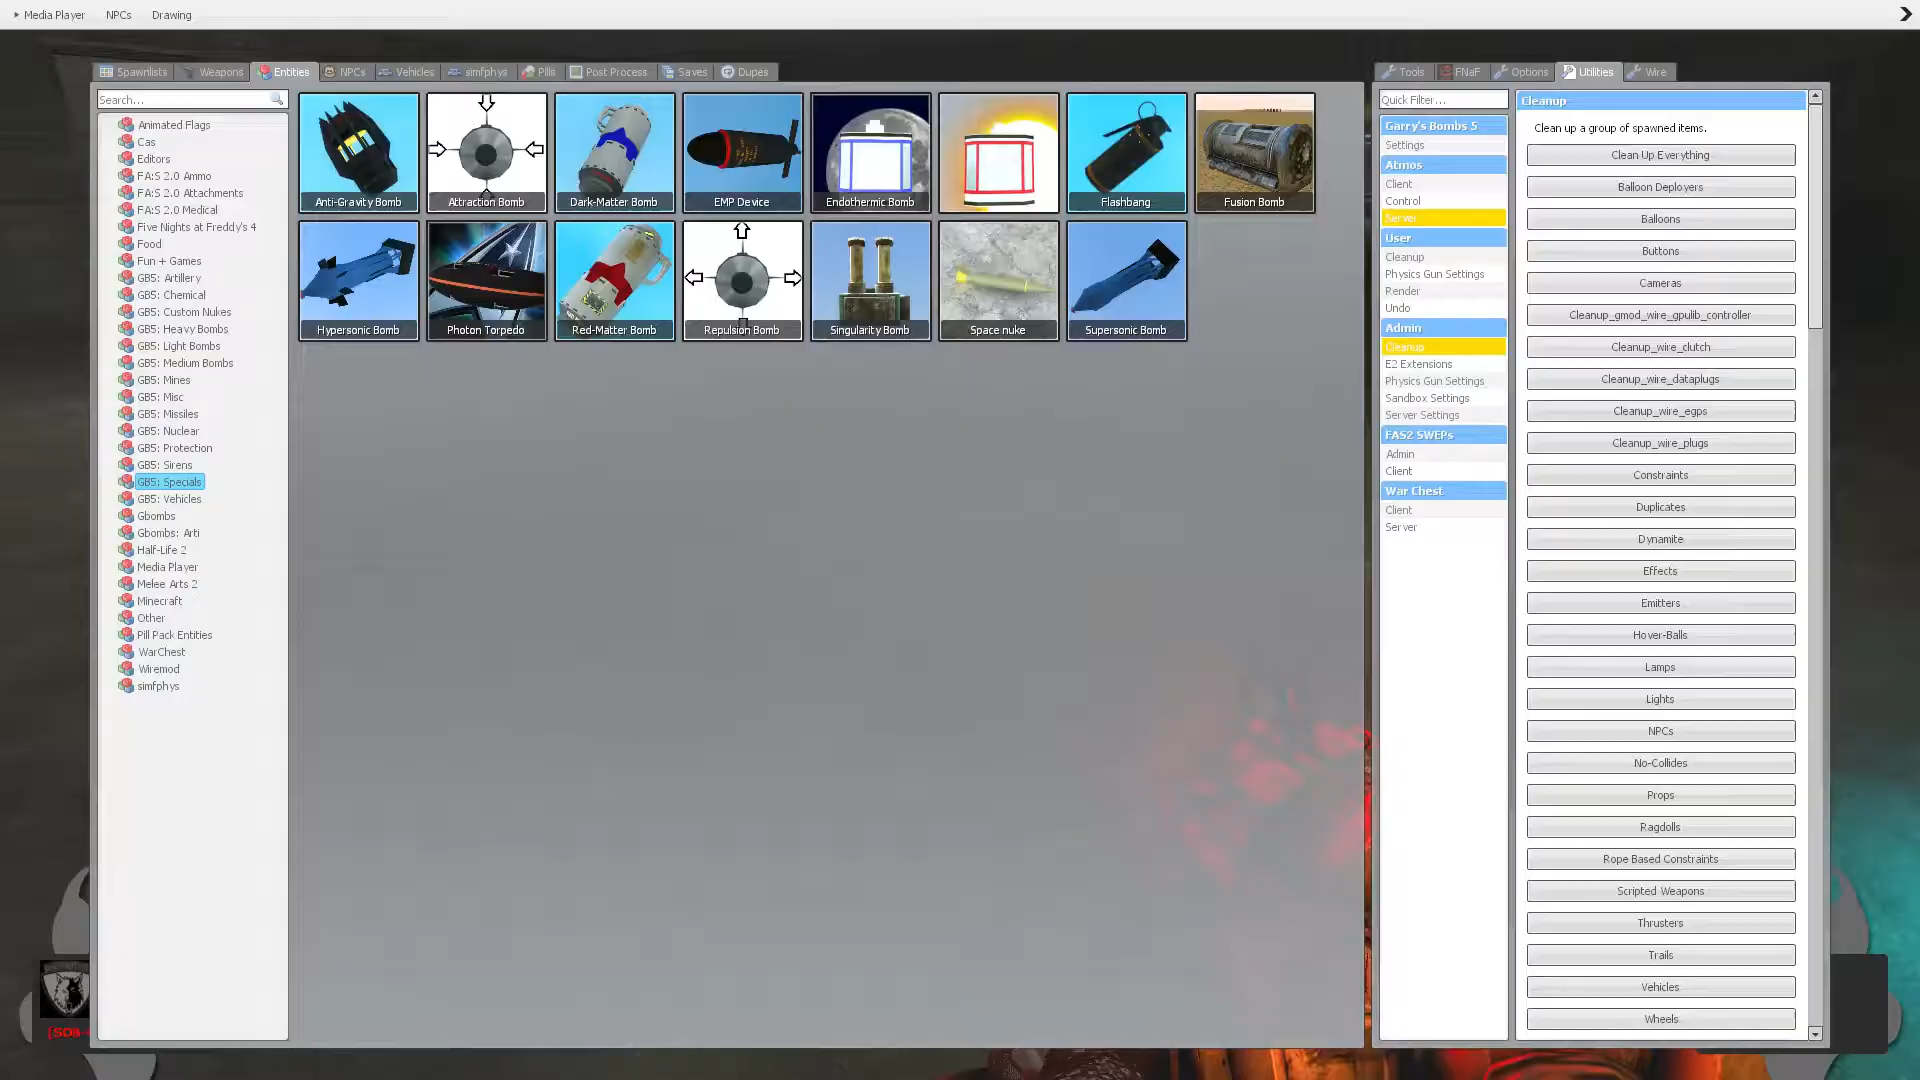 Media Player NPCs Drawing
Spawnlists Weapons Entities NPCs Vehicles simfphys Pills Post Process Saves Dupes
Search...
Animated Flags
Cas
Editors
FA:S 2.0 Ammo
FA:S 2.0 Attachments
FA:S 2.0 Medical
Five Nights at Freddy's 4
Food
Fun + Games
GB5: Artillery
GB5: Chemical
GB5: Custom Nukes
GB5: Heavy Bombs
GB5: Light Bombs
GB5: Medium Bombs
GB5: Mines
GB5: Misc
GB5: Missiles
GB5: Nuclear
GB5: Protection
GB5: Sirens
GB5: Specials
GB5: Vehicles
Gbombs
Gbombs: Arti
Half-Life 2
Media Player
Melee Arts 2
Minecraft
Other
Pill Pack Entities
WarChest
Wiremod
simfphys
Anti-Gravity Bomb
Attraction Bomb
Dark-Matter Bomb
EMP Device
Endothermic Bomb
Flashbang
Fusion Bomb
Hypersonic Bomb
Photon Torpedo
Red-Matter Bomb
Repulsion Bomb
Singularity Bomb
Space nuke
Supersonic Bomb
Tools FNaF Options Utilities Wire
Quick Filter...
Garry's Bombs 5
Settings
Atmos
Client
Control
Server
User
Cleanup
Physics Gun Settings
Render
Undo
Admin
Cleanup
E2 Extensions
Physics Gun Settings
Sandbox Settings
Server Settings
FAS2 SWEPs
Admin
Client
War Chest
Client
Server
Cleanup
Clean up a group of spawned items.
Clean Up Everything
Balloon Deployers
Balloons
Buttons
Cameras
Cleanup_gmod_wire_gpulib_controller
Cleanup_wire_clutch
Cleanup_wire_dataplugs
Cleanup_wire_egps
Cleanup_wire_plugs
Constraints
Duplicates
Dynamite
Effects
Emitters
Hover-Balls
Lamps
Lights
NPCs
No-Collides
Props
Ragdolls
Rope Based Constraints
Scripted Weapons
Thrusters
Trails
Vehicles
Wheels